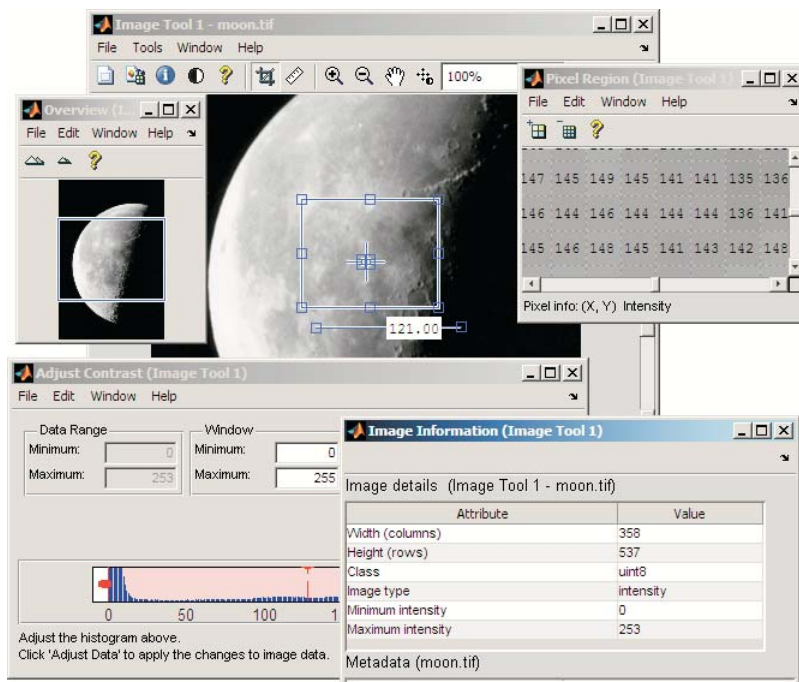 Image Tool 1 - moon.tif
File Tools Window Help
100%
Overview (I...
File Edit Window Help
Pixel Region (Image Tool 1)
File Edit Window Help
147 145 149 145 141 141 135 136
146 144 146 144 144 144 136 141
145 146 148 145 141 143 142 148
Pixel info: (X, Y) Intensity
121.00
Adjust Contrast (Image Tool 1)
File Edit Window Help
Data Range
Minimum: 0
Maximum: 253
Window
Minimum: 0
Maximum: 255
0 50 100 1
Adjust the histogram above.
Click 'Adjust Data' to apply the changes to image data.
Image Information (Image Tool 1)
Image details (Image Tool 1 - moon.tif)
Attribute Value
Width (columns) 358
Height (rows) 537
Class uint8
Image type intensity
Minimum intensity 0
Maximum intensity 253
Metadata (moon.tif)